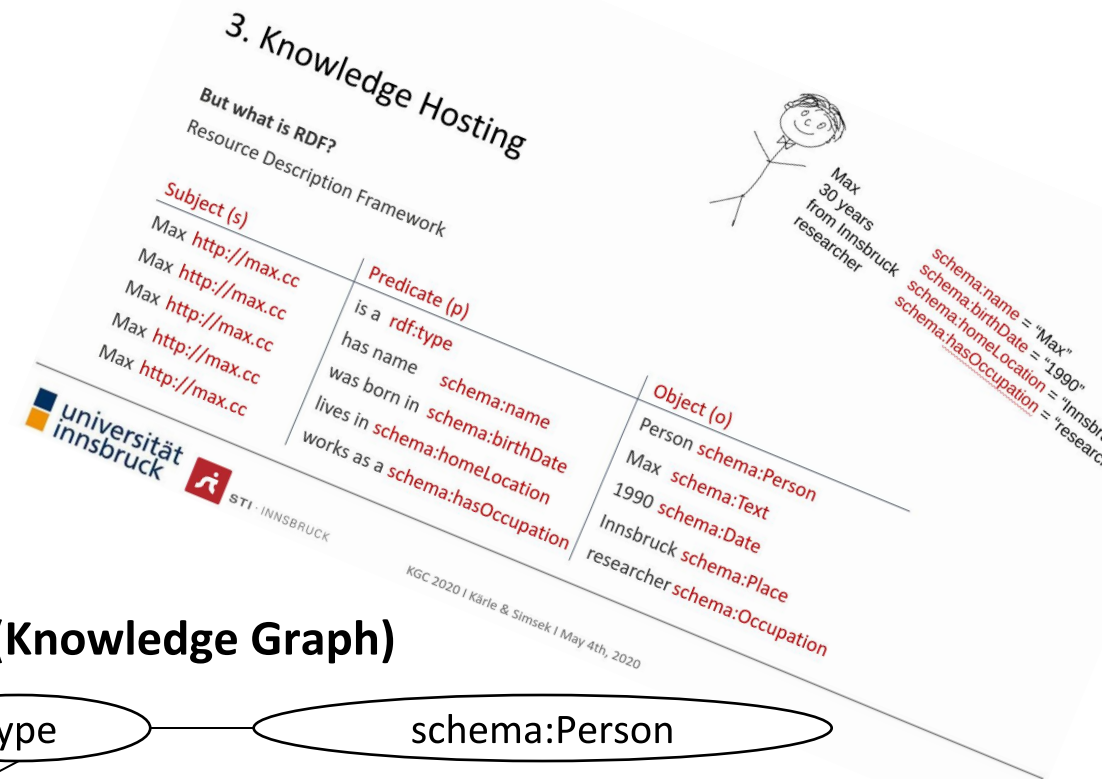 3. Knowledge Hosting
But what is RDF?
Resource Description Framework
Max
30 years
from Innsbruck
researcher
schema:name = "Max"
schema:birthDate = "1990"
schema:homeLocation = "Innsbr
schema:hasOccupation = "researc
Subject (s)
Max http://max.cc
Max http://max.cc
Max http://max.cc
Max http://max.cc
Max http://max.cc
Predicate (p)
is a rdf:type
has name schema:name
was born in schema:birthDate
lives in schema:homeLocation
works as a schema:hasOccupation
Object (o)
Person schema:Person
Max schema:Text
1990 schema:Date
Innsbruck schema:Place
researcher schema:Occupation
universität
innsbruck
STI · INNSBRUCK
KGC 2020 I Kärle & Simsek I May 4th, 2020
(Knowledge Graph)
ype
schema:Person